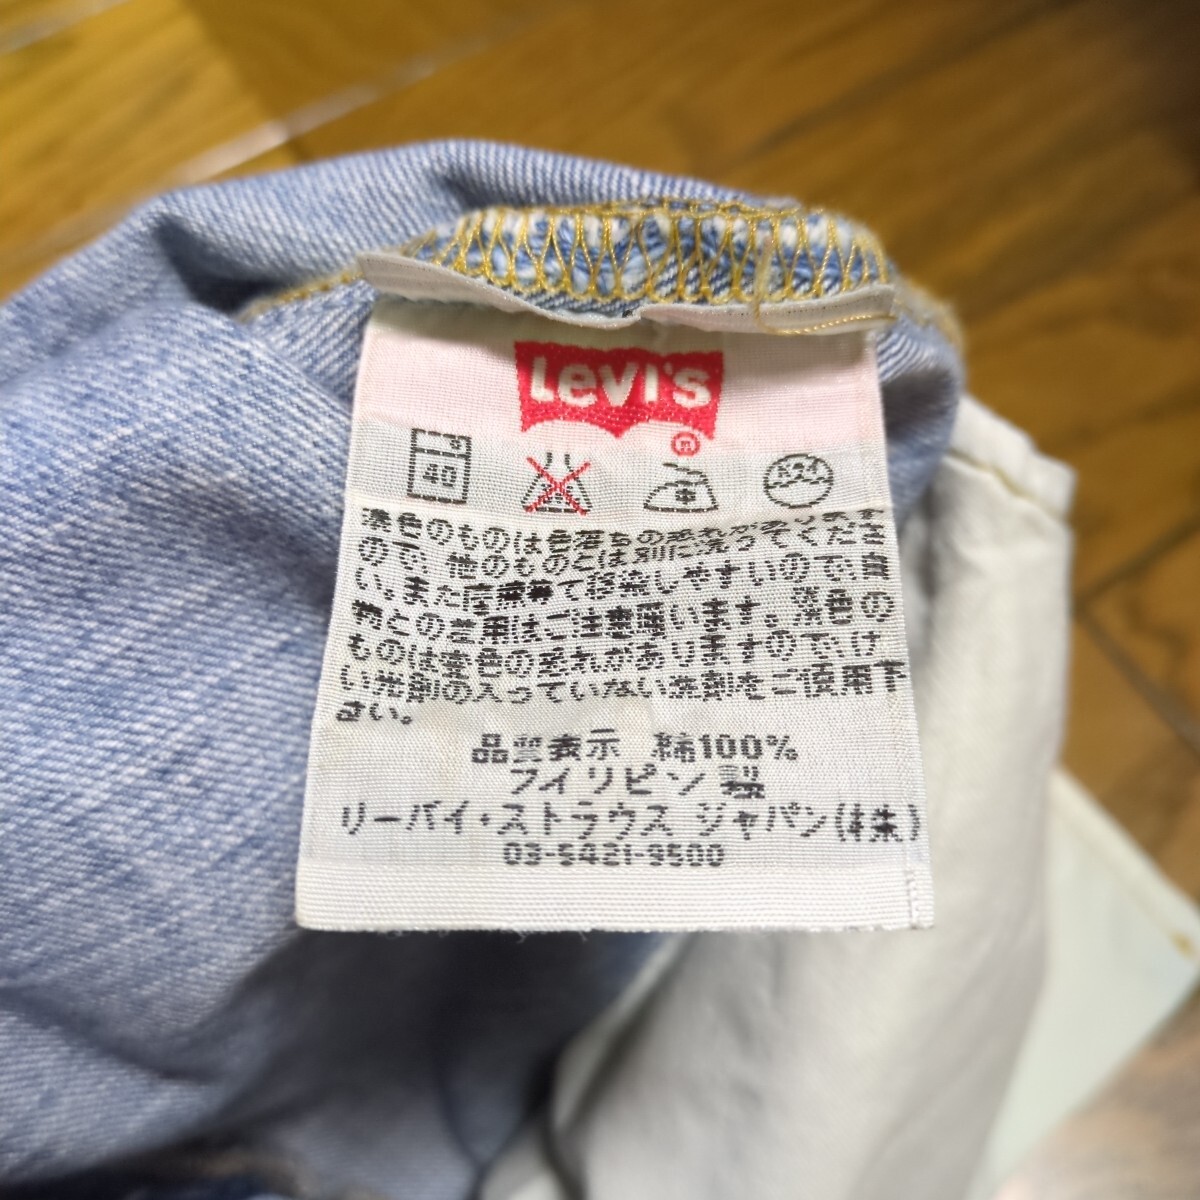 Levi's
®
40
濃色のものは色落ちの恐れがあります
ので、他のものとは別に洗ってくださ
い。また摩擦等で移染しやすいので、負
物との着用はご注意願います。淡色の
ものは変色の恐れがありますので、け
い光剤の入っていない洗剤をご使用下
さい。
品質表示 綿100%
フィリピン 製
リーバイ・ストラウス ジャパン(株)
03-5421-9500